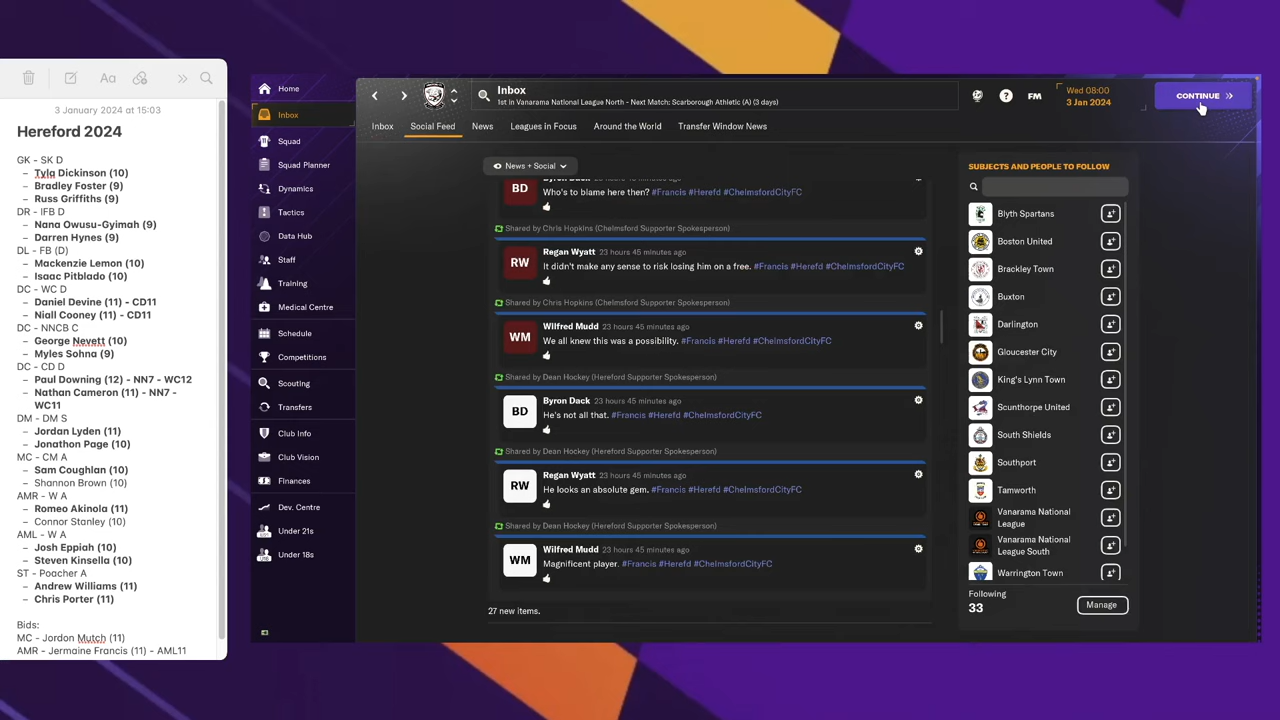 3 January 2024 at 15:03
Hereford 2024
GK - SK D
– Tyla Dickinson (10)
– Bradley Foster (9)
– Russ Griffiths (9)
DR - IFB D
– Nana Owusu-Gyimah (9)
– Darren Hynes (9)
DL - FB (D)
– Mackenzie Lemon (10)
– Isaac Pitblado (10)
DC - WC D
– Daniel Devine (11) - CD11
– Niall Cooney (11) - CD11
DC - NNCB C
– George Nevett (10)
– Myles Sohna (9)
DC - CD D
– Paul Downing (12) - NN7 - WC12
– Nathan Cameron (11) - NN7 -
WC11
DM - DM S
– Jordan Lyden (11)
– Jonathon Page (10)
MC - CM A
– Sam Coughlan (10)
– Shannon Brown (10)
AMR - W A
– Romeo Akinola (11)
– Connor Stanley (10)
AML - W A
– Josh Eppiah (10)
– Steven Kinsella (10)
ST - Poacher A
– Andrew Williams (11)
– Chris Porter (11)
Bids:
MC - Jordon Mutch (11)
AMR - Jermaine Francis (11) - AML11
Home
Inbox
Squad
Squad Planner
Dynamics
Tactics
Data Hub
Staff
Training
Medical Centre
Schedule
Competitions
Scouting
Transfers
Club Info
Club Vision
Finances
Dev. Centre
Under 21s
Under 18s
Inbox
1st in Vanarama National League North - Next Match: Scarborough Athletic (A) (3 days)
FM
Wed 08:00
3 Jan 2024
CONTINUE
Inbox Social Feed News Leagues in Focus Around the World Transfer Window News
News + Social
BD
Who's to blame here then? #Francis #Herefd #ChelmsfordCityFC
Shared by Chris Hopkins (Chelmsford Supporter Spokesperson)
RW
Regan Wyatt 23 hours 45 minutes ago
It didn't make any sense to risk losing him on a free. #Francis #Herefd #ChelmsfordCityFC
Shared by Chris Hopkins (Chelmsford Supporter Spokesperson)
WM
Wilfred Mudd 23 hours 45 minutes ago
We all knew this was a possibility. #Francis #Herefd #ChelmsfordCityFC
Shared by Dean Hockey (Hereford Supporter Spokesperson)
BD
Byron Dack 23 hours 45 minutes ago
He's not all that. #Francis #Herefd #ChelmsfordCityFC
Shared by Dean Hockey (Hereford Supporter Spokesperson)
RW
Regan Wyatt 23 hours 45 minutes ago
He looks an absolute gem. #Francis #Herefd #ChelmsfordCityFC
Shared by Dean Hockey (Hereford Supporter Spokesperson)
WM
Wilfred Mudd 23 hours 45 minutes ago
Magnificent player. #Francis #Herefd #ChelmsfordCityFC
27 new items.
SUBJECTS AND PEOPLE TO FOLLOW
Blyth Spartans
Boston United
Brackley Town
Buxton
Darlington
Gloucester City
King's Lynn Town
Scunthorpe United
South Shields
Southport
Tamworth
Vanarama National
League
Vanarama National
League South
Warrington Town
Following
33
Manage